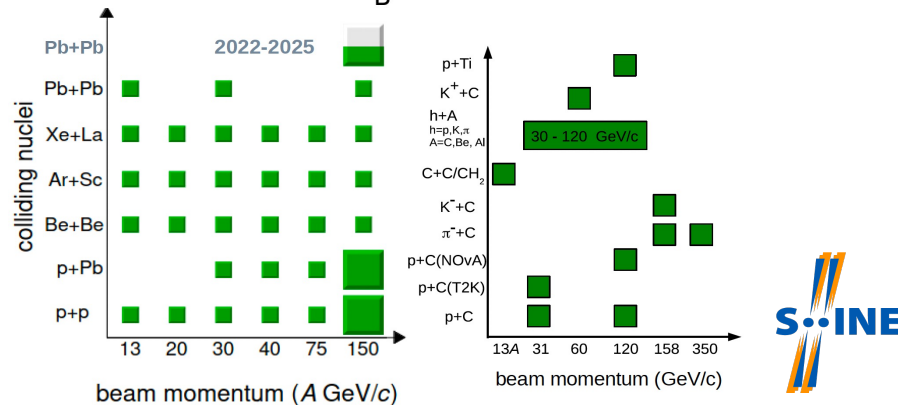 Pb+Pb
2022-2025
Pb+Pb
Xe+La
Ar+Sc
Be+Be
p+Pb
p+p
colliding nuclei
13 20 30 40 75 150
beam momentum (A GeV/c)
p+Ti
K⁺+C
h+A
h=p,K,π
A=C,Be, Al
30 - 120 GeV/c
C+C/CH₂
K⁻+C
π⁻+C
p+C(NOvA)
p+C(T2K)
p+C
13A 31 60 120 158 350
beam momentum (GeV/c)
S••INE